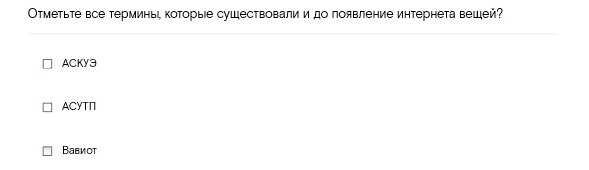 Отметьте все термины, которые существовали и до появление интернета вещей?
АСКУЭ
АСУТП
Вавиот